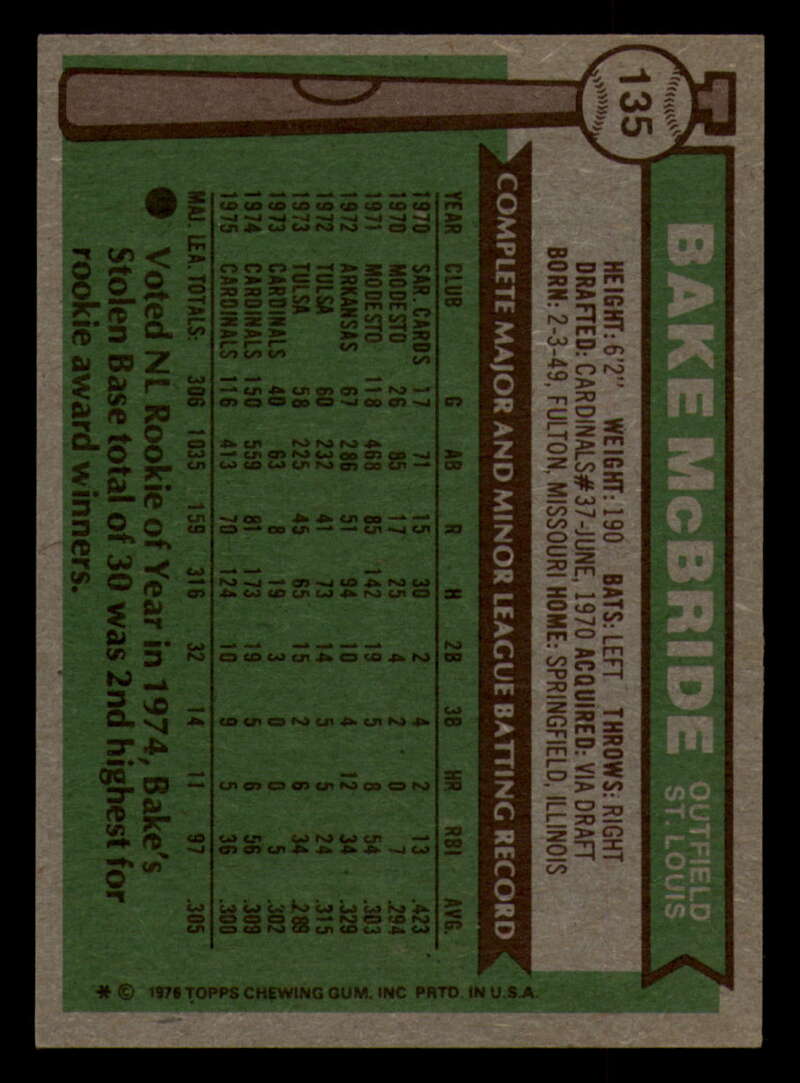 135
BAKE McBRIDE OUTFIELD
ST. LOUIS
HEIGHT: 6'2" WEIGHT: 190 BATS: LEFT THROWS: RIGHT
DRAFTED: CARDINALS #37-JUNE, 1970 ACQUIRED: VIA DRAFT
BORN: 2-3-49, FULTON, MISSOURI HOME: SPRINGFIELD, ILLINOIS
COMPLETE MAJOR AND MINOR LEAGUE BATTING RECORD
YEAR CLUB G AB R H 2B 3B HR RBI AVG.
1970 SAR. CARDS 17 71 15 30 2 4 2 13 .423
1970 MODESTO 26 85 17 25 4 2 0 7 .294
1971 MODESTO 118 468 85 142 19 5 8 54 .303
1972 ARKANSAS 67 286 51 94 10 4 12 34 .329
1972 TULSA 60 232 41 73 14 5 5 24 .315
1973 TULSA 58 225 45 65 15 2 6 34 .289
1973 CARDINALS 40 63 8 19 3 0 0 5 .302
1974 CARDINALS 150 559 81 173 19 5 6 56 .309
1975 CARDINALS 116 413 70 124 10 9 5 36 .300
MAJ. LEA. TOTALS: 306 1035 159 316 32 14 11 97 .305
Voted NL Rookie of Year in 1974, Bake's
Stolen Base total of 30 was 2nd highest for
rookie award winners.
* © 1976 TOPPS CHEWING GUM, INC PRTD. IN U.S.A.